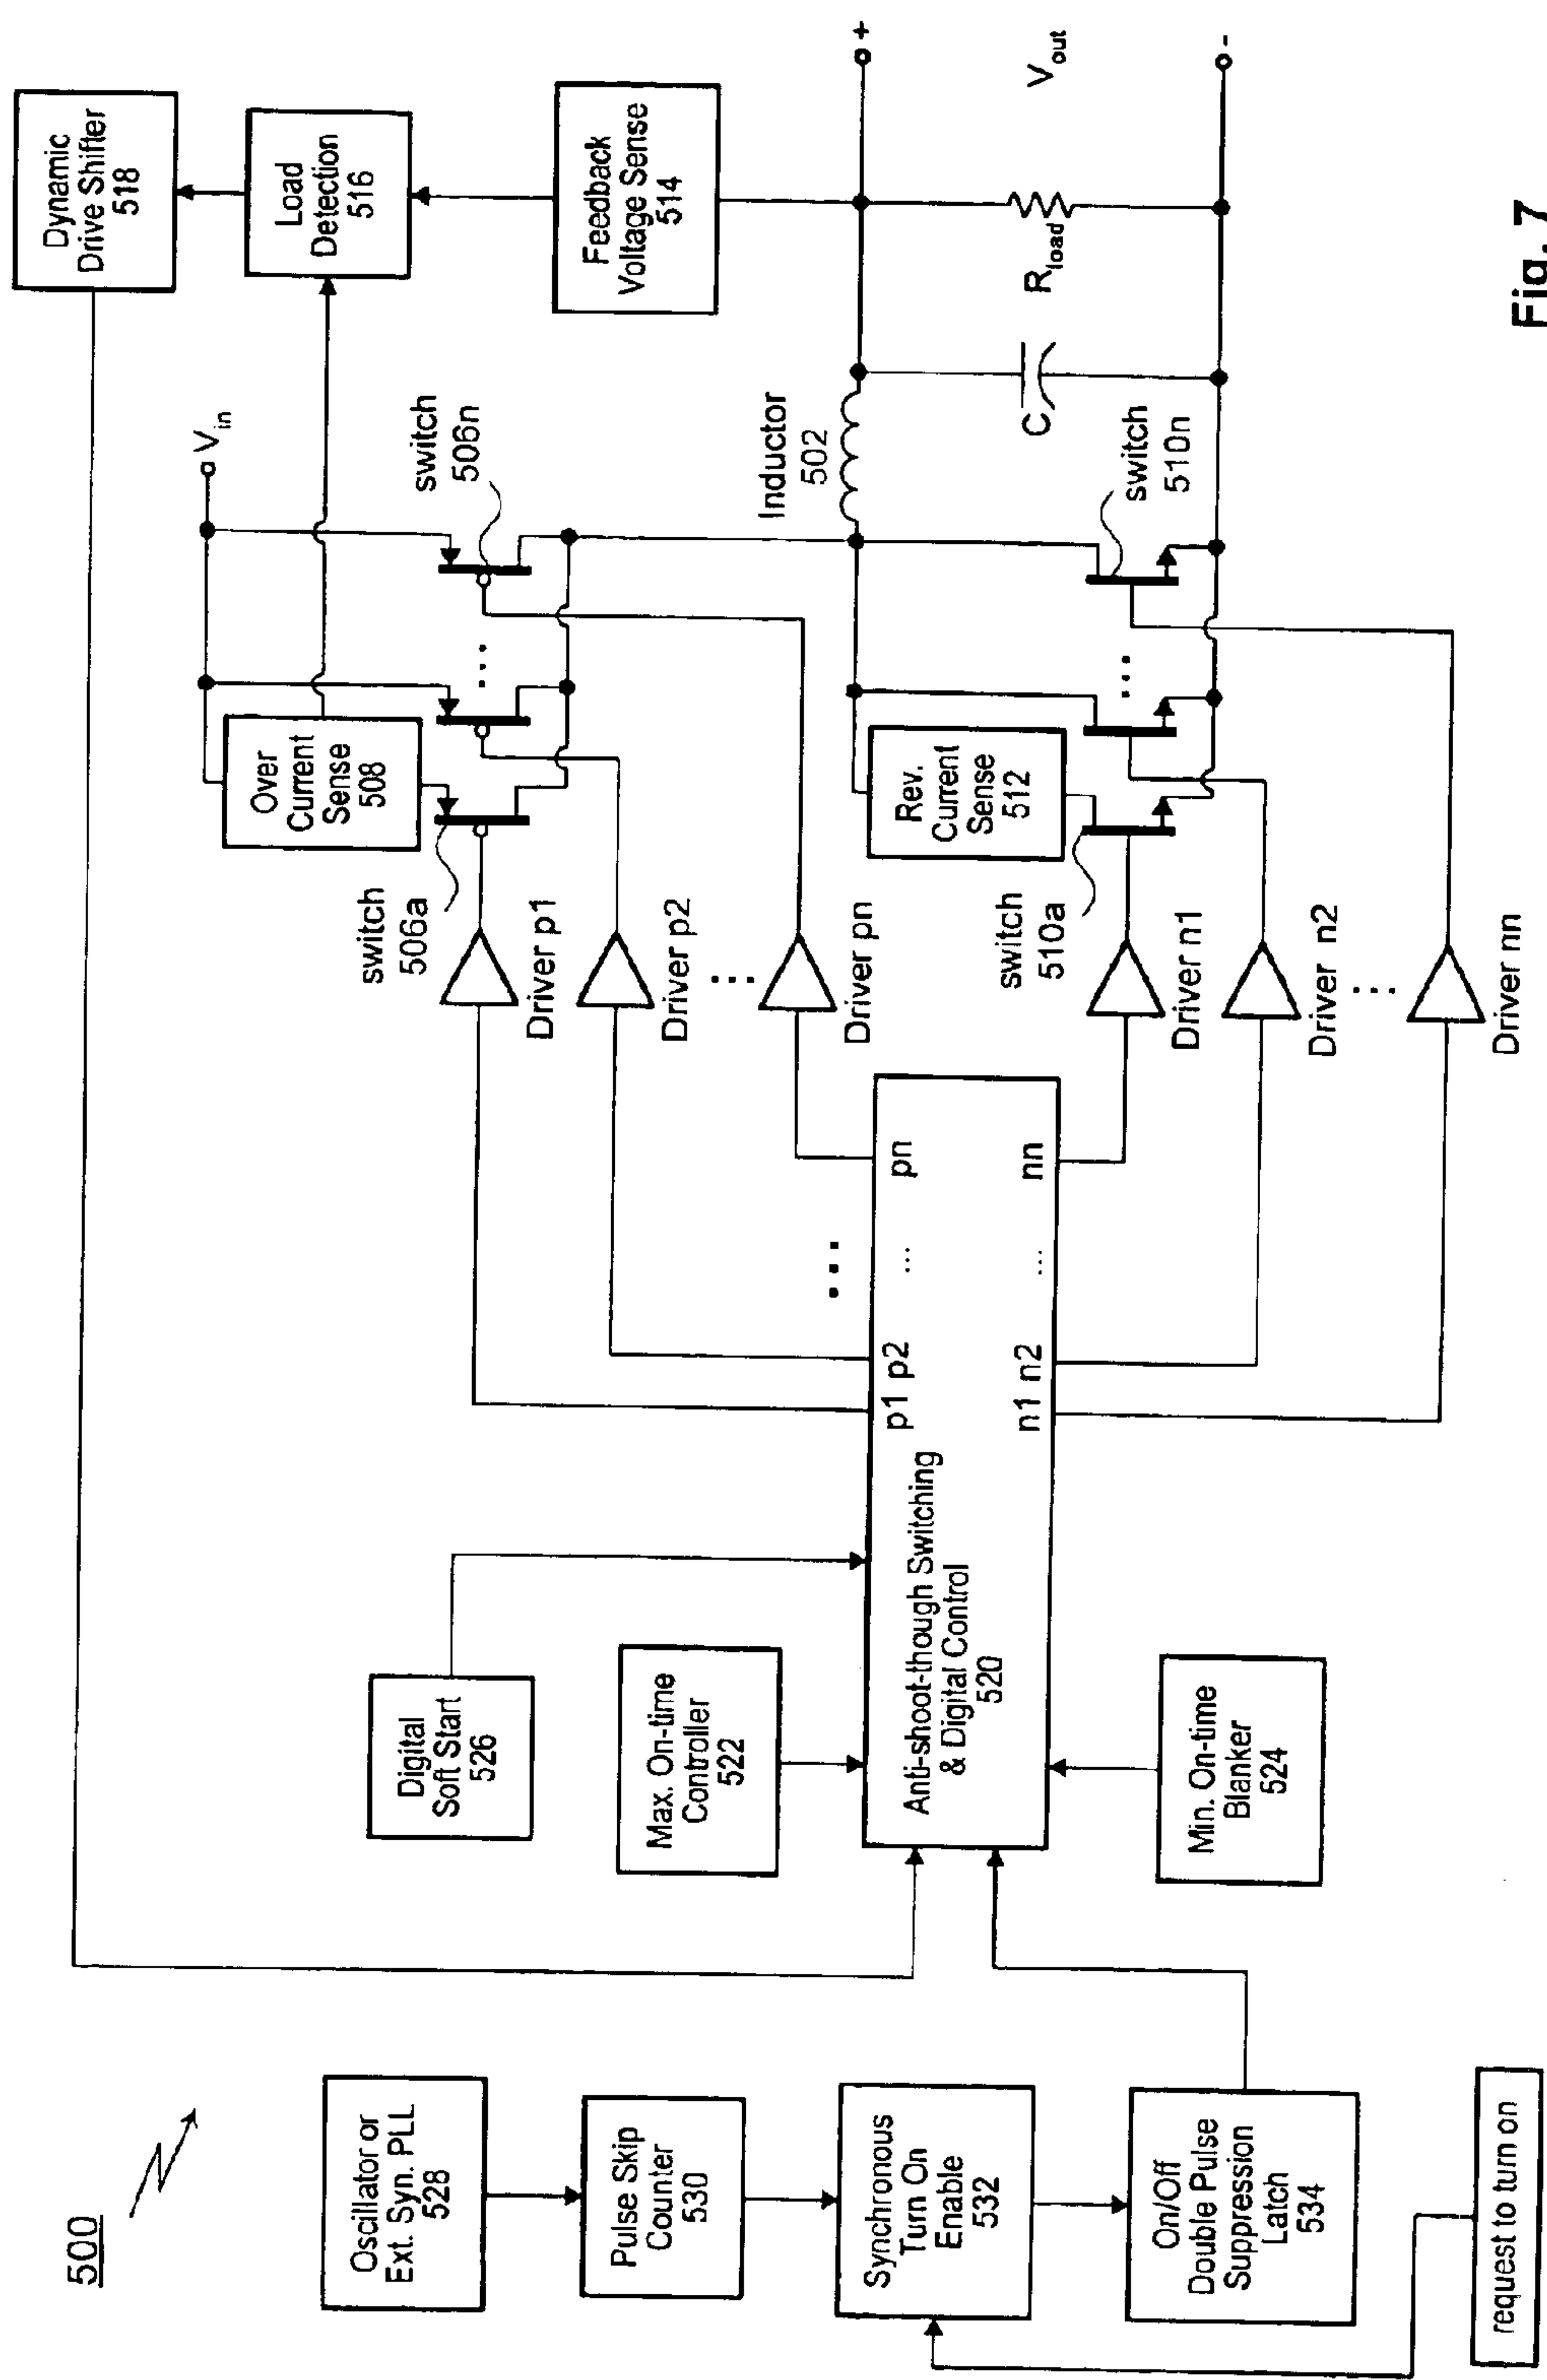 500
Dynamic
Drive Shifter
518
Load
Detection
516
Feedback
Voltage Sense
514
V_in
Over
Current
Sense
508
switch
506a
switch
506n
...
Driver p1
Driver p2
...
Driver pn
Inductor
502
C
R_load
V_out
+
-
Rev.
Current
Sense
512
switch
510a
switch
510n
...
Driver n1
Driver n2
...
Driver nn
Digital
Soft Start
526
Max. On-time
Controller
522
Anti-shoot-though Switching
& Digital Control
520
p1 p2 ... pn
n1 n2 ... nn
...
Min. On-time
Blanker
524
Oscillator or
Ext. Syn. PLL
528
Pulse Skip
Counter
530
Synchronous
Turn On
Enable
532
On/Off
Double Pulse
Suppression
Latch
534
request to turn on
Fig. 7